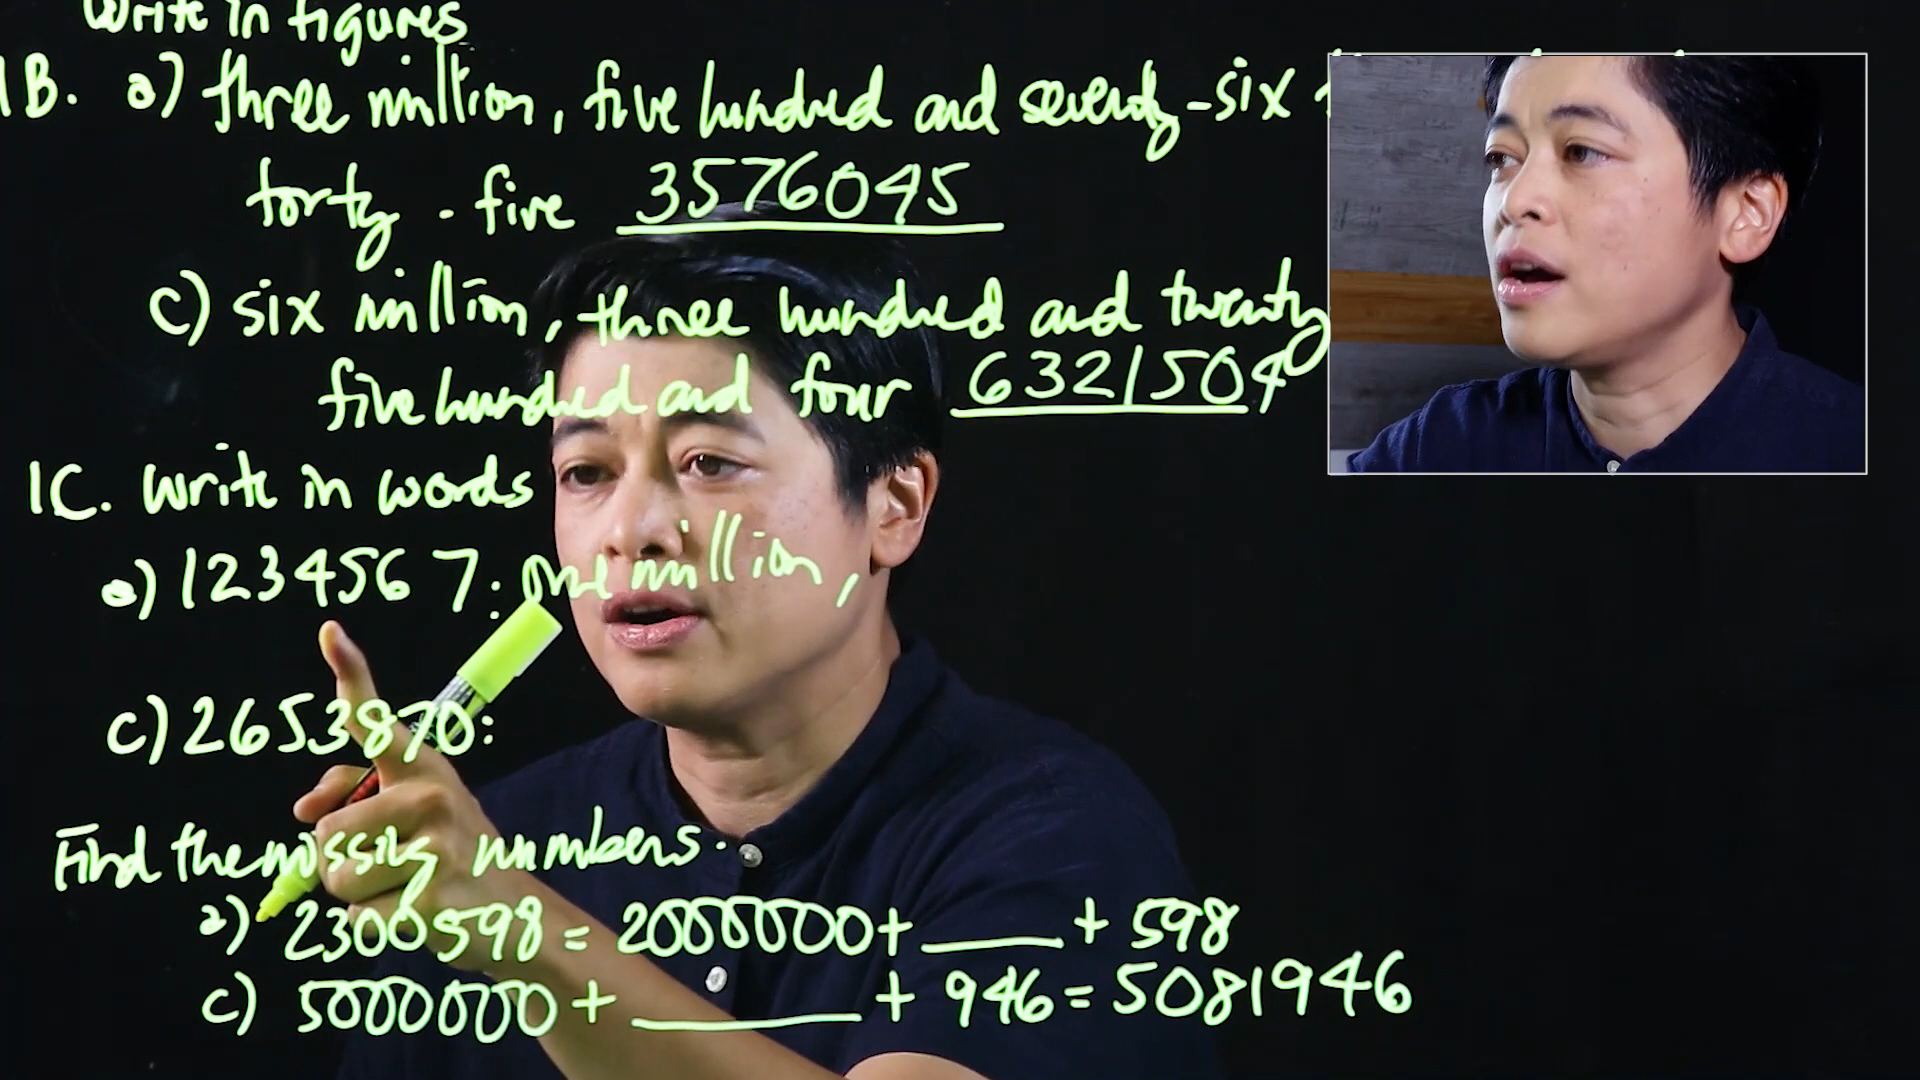 Write in figures
1B. a) three million, five hundred and seventy-six
forty - five 3576045
c) six million, three hundred and twenty
five hundred and four 6321504
1C. Write in words
a) 1234567: one million,
c) 2653870:
Find the missing numbers.
a) 2300598 = 2000000 + ____ + 598
c) 5000000 + ____ + 946 = 5081946